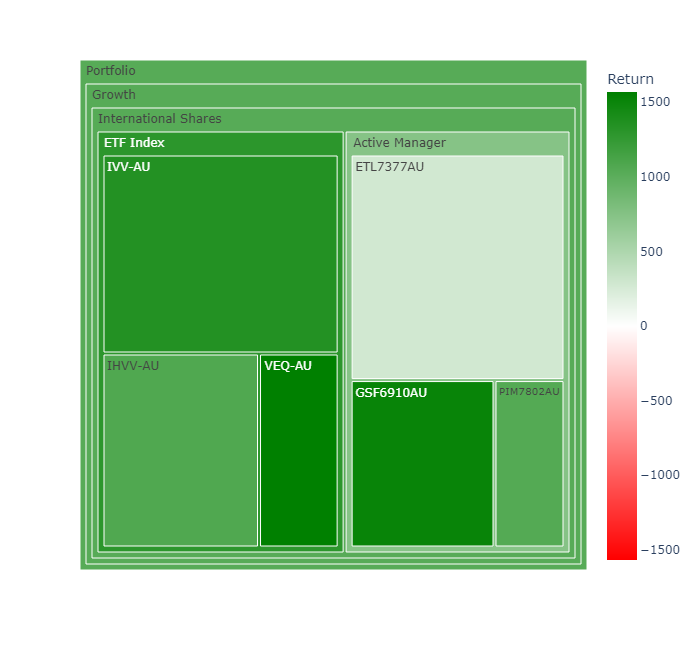 Portfolio
Growth
International Shares
ETF Index
IVV-AU
IHVV-AU
VEQ-AU
Active Manager
ETL7377AU
GSF6910AU
PIM7802AU
Return
1500
1000
500
0
−500
−1000
−1500